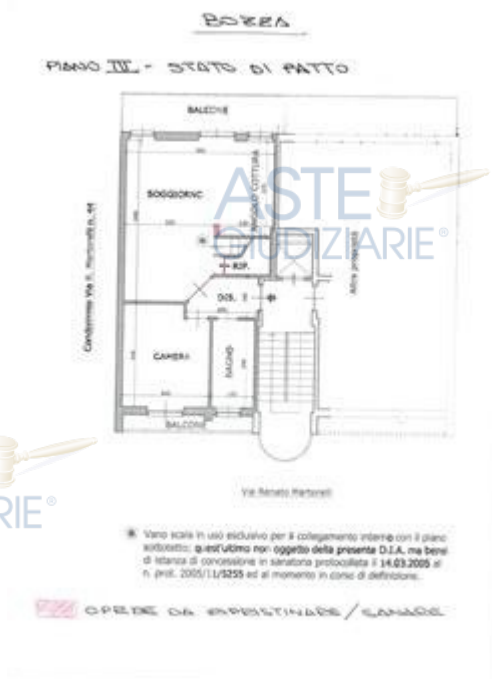 BOZZA
PIANO III - STATO DI FATTO
BALCONE
SOGGIORNO
ANGOLO COTTURA
ASTE
GIUDIZIARIE®
RIP.
DIS.
Altra proprietà
Condominio Via R. Martorelli n. 44
CAMERA
BAGNO
BALCONE
RIE®
Via Renato Martorelli
Vano scala in uso esclusivo per il collegamento interno con il piano
sottotetto; quest'ultimo non oggetto della presente D.I.A. ma bensì
di istanza di concessione in sanatoria protocollata il 14.03.2005 al
n. prot. 2005/11/5255 ed al momento in corso di definizione.
OPERE DA RIPRISTINARE/SANARE